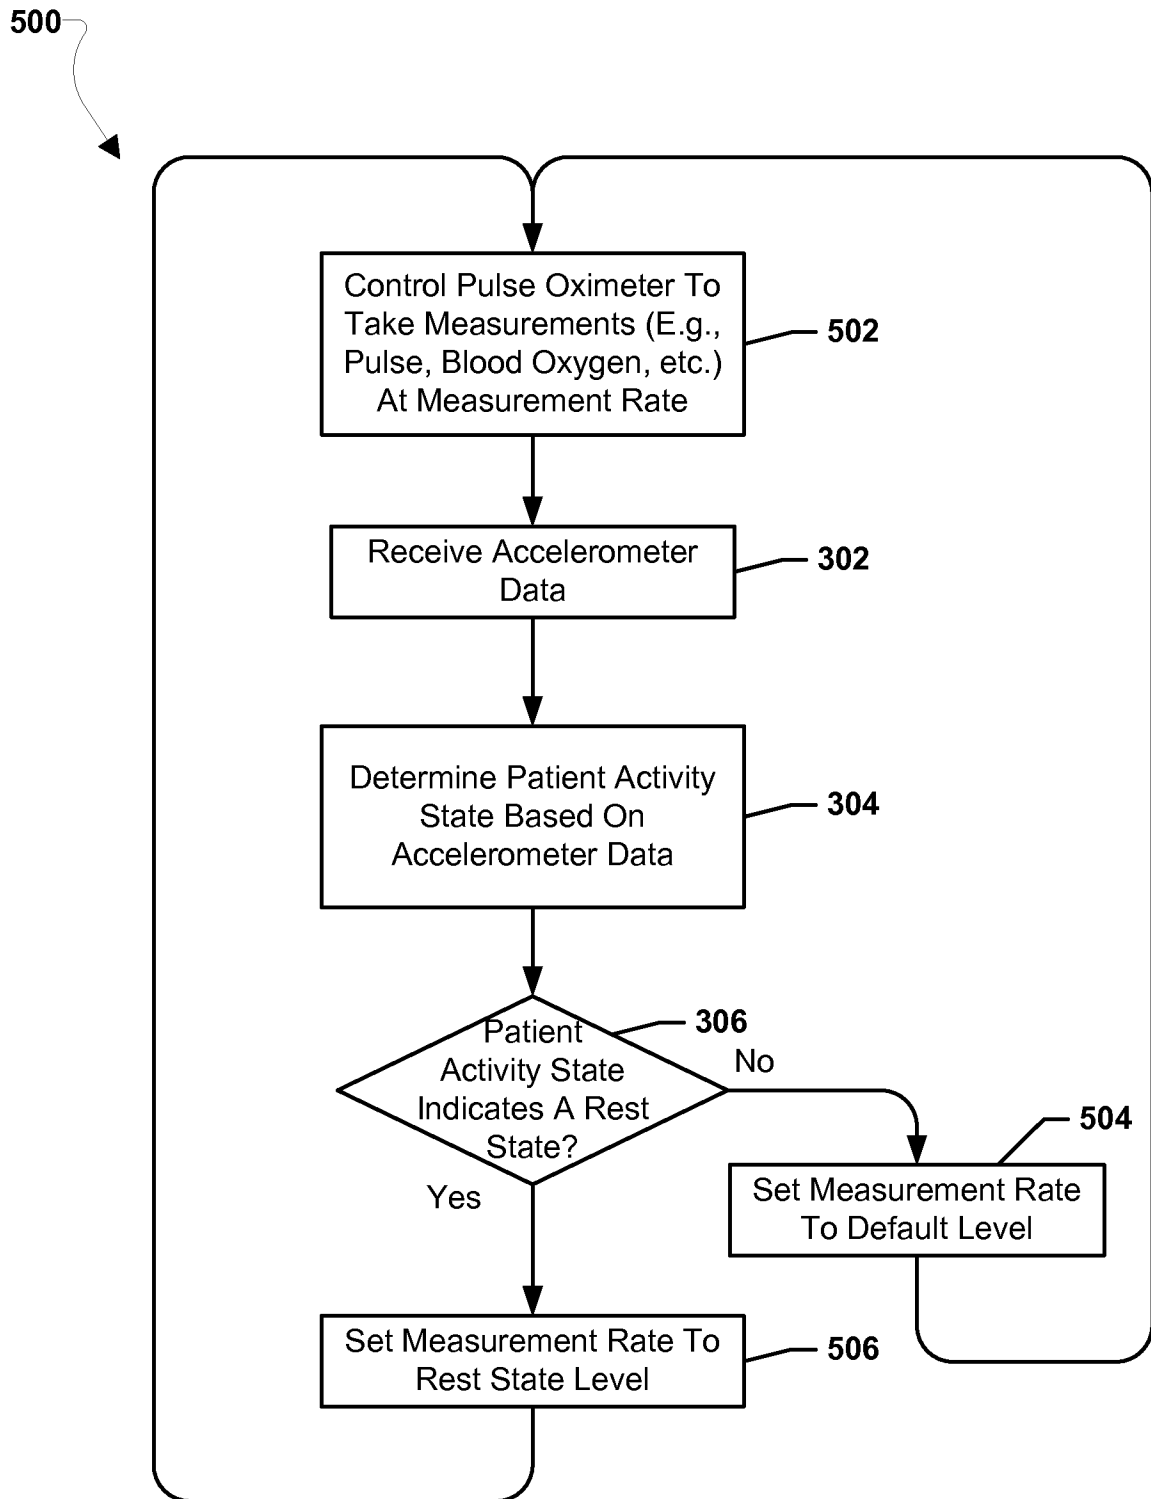 500
Control Pulse Oximeter To
Take Measurements (E.g.,
Pulse, Blood Oxygen, etc.)
At Measurement Rate
502
Receive Accelerometer
Data
302
Determine Patient Activity
State Based On
Accelerometer Data
304
Patient
Activity State
Indicates A Rest
State?
306
No
Yes
504
Set Measurement Rate
To Default Level
Set Measurement Rate To
Rest State Level
506